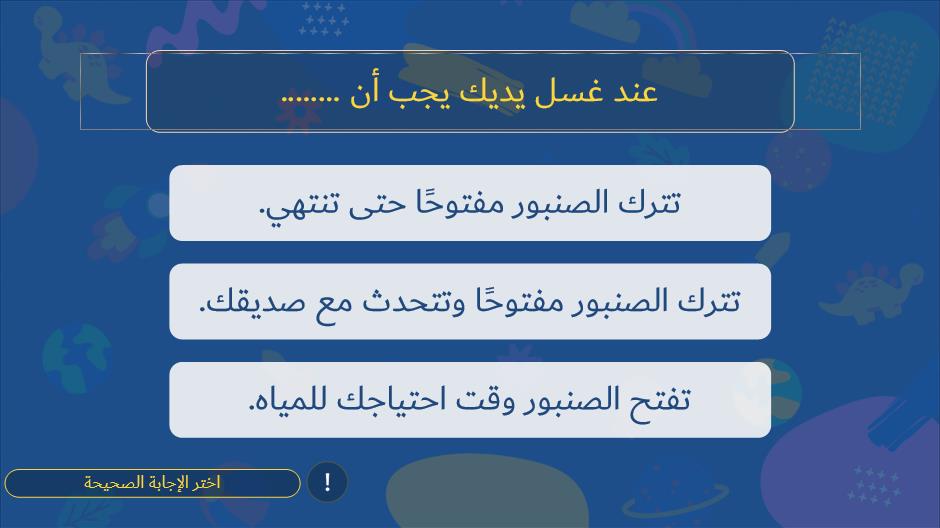 عند غسل يديك يجب أن ........
تترك الصنبور مفتوحًا حتى تنتهي.
تترك الصنبور مفتوحًا وتتحدث مع صديقك.
تفتح الصنبور وقت احتياجك للمياه.
اختر الإجابة الصحيحة !